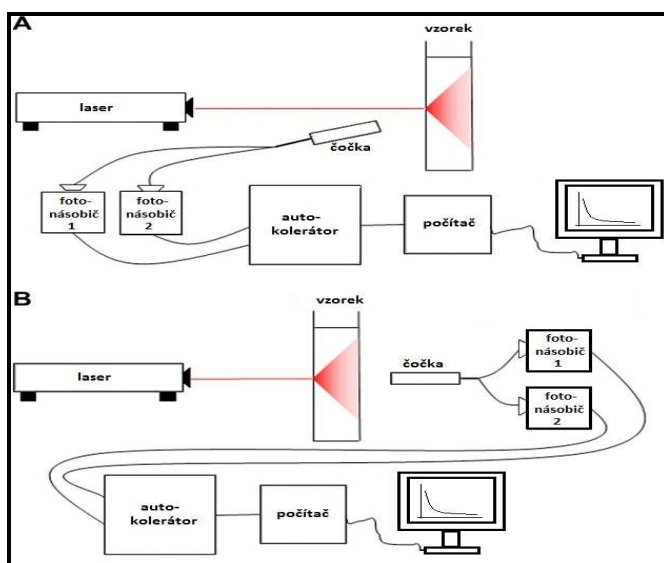 A
vzorek
laser
čočka
foto-
násobič
1
foto-
násobič
2
auto-
kolerátor
počítač
B
vzorek
laser
čočka
foto-
násobič
1
foto-
násobič
2
auto-
kolerátor
počítač